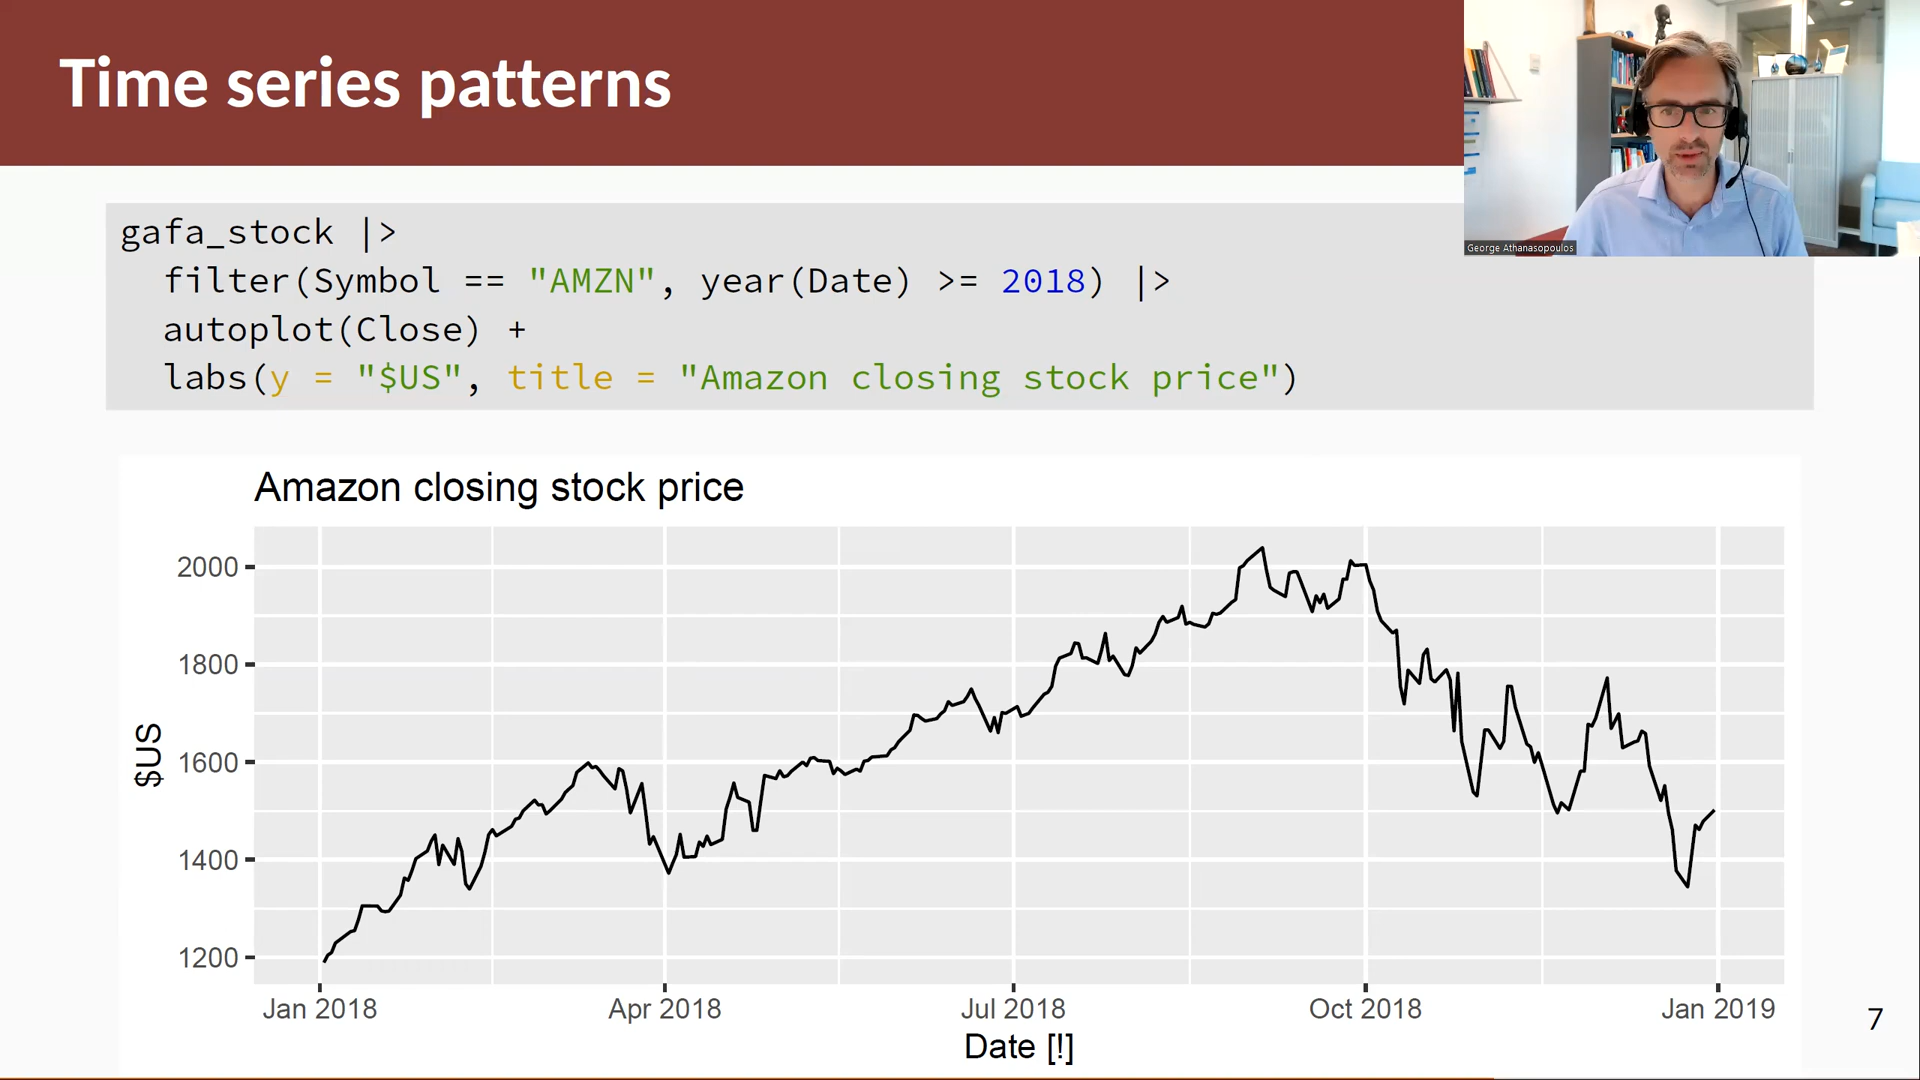 Time series patterns
George Athanasopoulos
gafa_stock |>
filter(Symbol == "AMZN", year(Date) >= 2018) |>
autoplot(Close) +
labs(y = "$US", title = "Amazon closing stock price")
Amazon closing stock price
$US
2000
1800
1600
1400
1200
Jan 2018 Apr 2018 Jul 2018 Oct 2018 Jan 2019
Date [!]
7